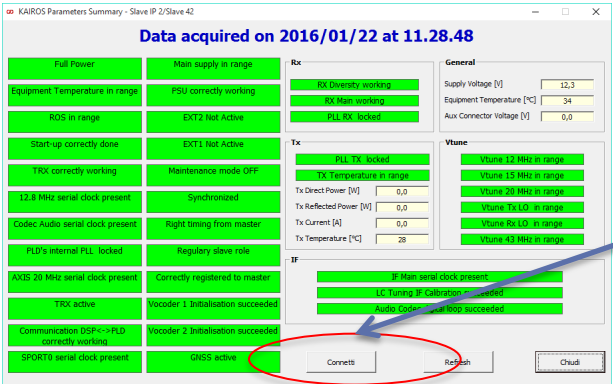 KAIROS Parameters Summary - Slave IP 2/Slave 42
Data acquired on 2016/01/22 at 11.28.48
Full Power
Equipment Temperature in range
ROS in range
Start-up correctly done
TRX correctly working
12.8 MHz serial clock present
Codec Audio serial clock present
PLD's internal PLL locked
AXIS 20 MHz serial clock present
TRX active
Communication DSP<->PLD
correctly working
SPORT0 serial clock present
Main supply in range
PSU correctly working
EXT2 Not Active
EXT1 Not Active
Maintenance mode OFF
Synchronized
Right timing from master
Regulary slave role
Correctly registered to master
Vocoder 1 Initialisation succeeded
Vocoder 2 Initialisation succeeded
GNSS active
Rx
RX Diversity working
RX Main working
PLL RX locked
General
Supply Voltage [V] 12,3
Equipment Temperature [°C] 34
Aux Connector Voltage [V] 0,0
Tx
PLL TX locked
TX Temperature in range
Tx Direct Power [W] 0,0
Tx Reflected Power [W] 0,0
Tx Current [A] 0,0
Tx Temperature [°C] 28
Vtune
Vtune 12 MHz in range
Vtune 15 MHz in range
Vtune 20 MHz in range
Vtune Tx LO in range
Vtune Rx LO in range
Vtune 43 MHz in range
IF
IF Main serial clock present
LC Tuning IF Calibration succeeded
Audio Codec digital loop succeeded
Connetti
Refresh
Chiudi